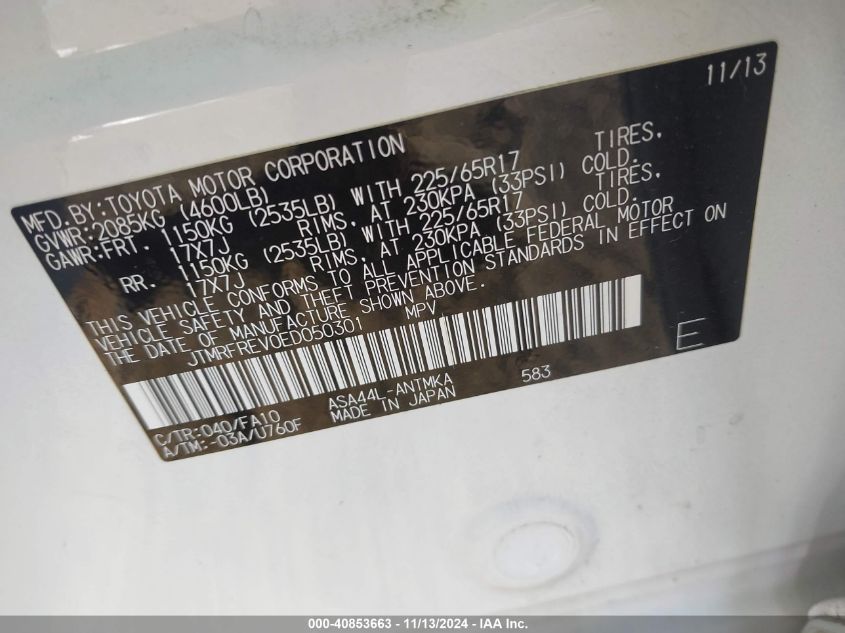 11/13
MFD.BY:TOYOTA MOTOR CORPORATION
GVWR:2085KG (4600LB)
GAWR:FRT. 1150KG (2535LB) WITH 225/65R17 TIRES,
17X7J RIMS, AT 230KPA (33PSI) COLD.
RR. 1150KG (2535LB) WITH 225/65R17 TIRES,
17X7J RIMS, AT 230KPA (33PSI) COLD.
THIS VEHICLE CONFORMS TO ALL APPLICABLE FEDERAL MOTOR
VEHICLE SAFETY AND THEFT PREVENTION STANDARDS IN EFFECT ON
THE DATE OF MANUFACTURE SHOWN ABOVE.
JTMRFREV0ED050301 MPV
E
C/TR:040/FA10 ASA44L-ANTMKA 583
A/TM:-03A/U760F MADE IN JAPAN
000-40853663 - 11/13/2024 - IAA Inc.